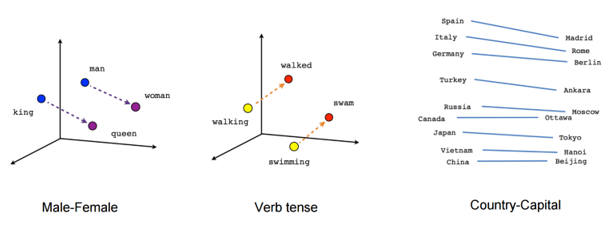 man
woman
king
queen
Male-Female
walked
swam
walking
swimming
Verb tense
Spain
Madrid
Italy
Rome
Germany
Berlin
Turkey
Ankara
Russia
Moscow
Canada
Ottawa
Japan
Tokyo
Vietnam
Hanoi
China
Beijing
Country-Capital